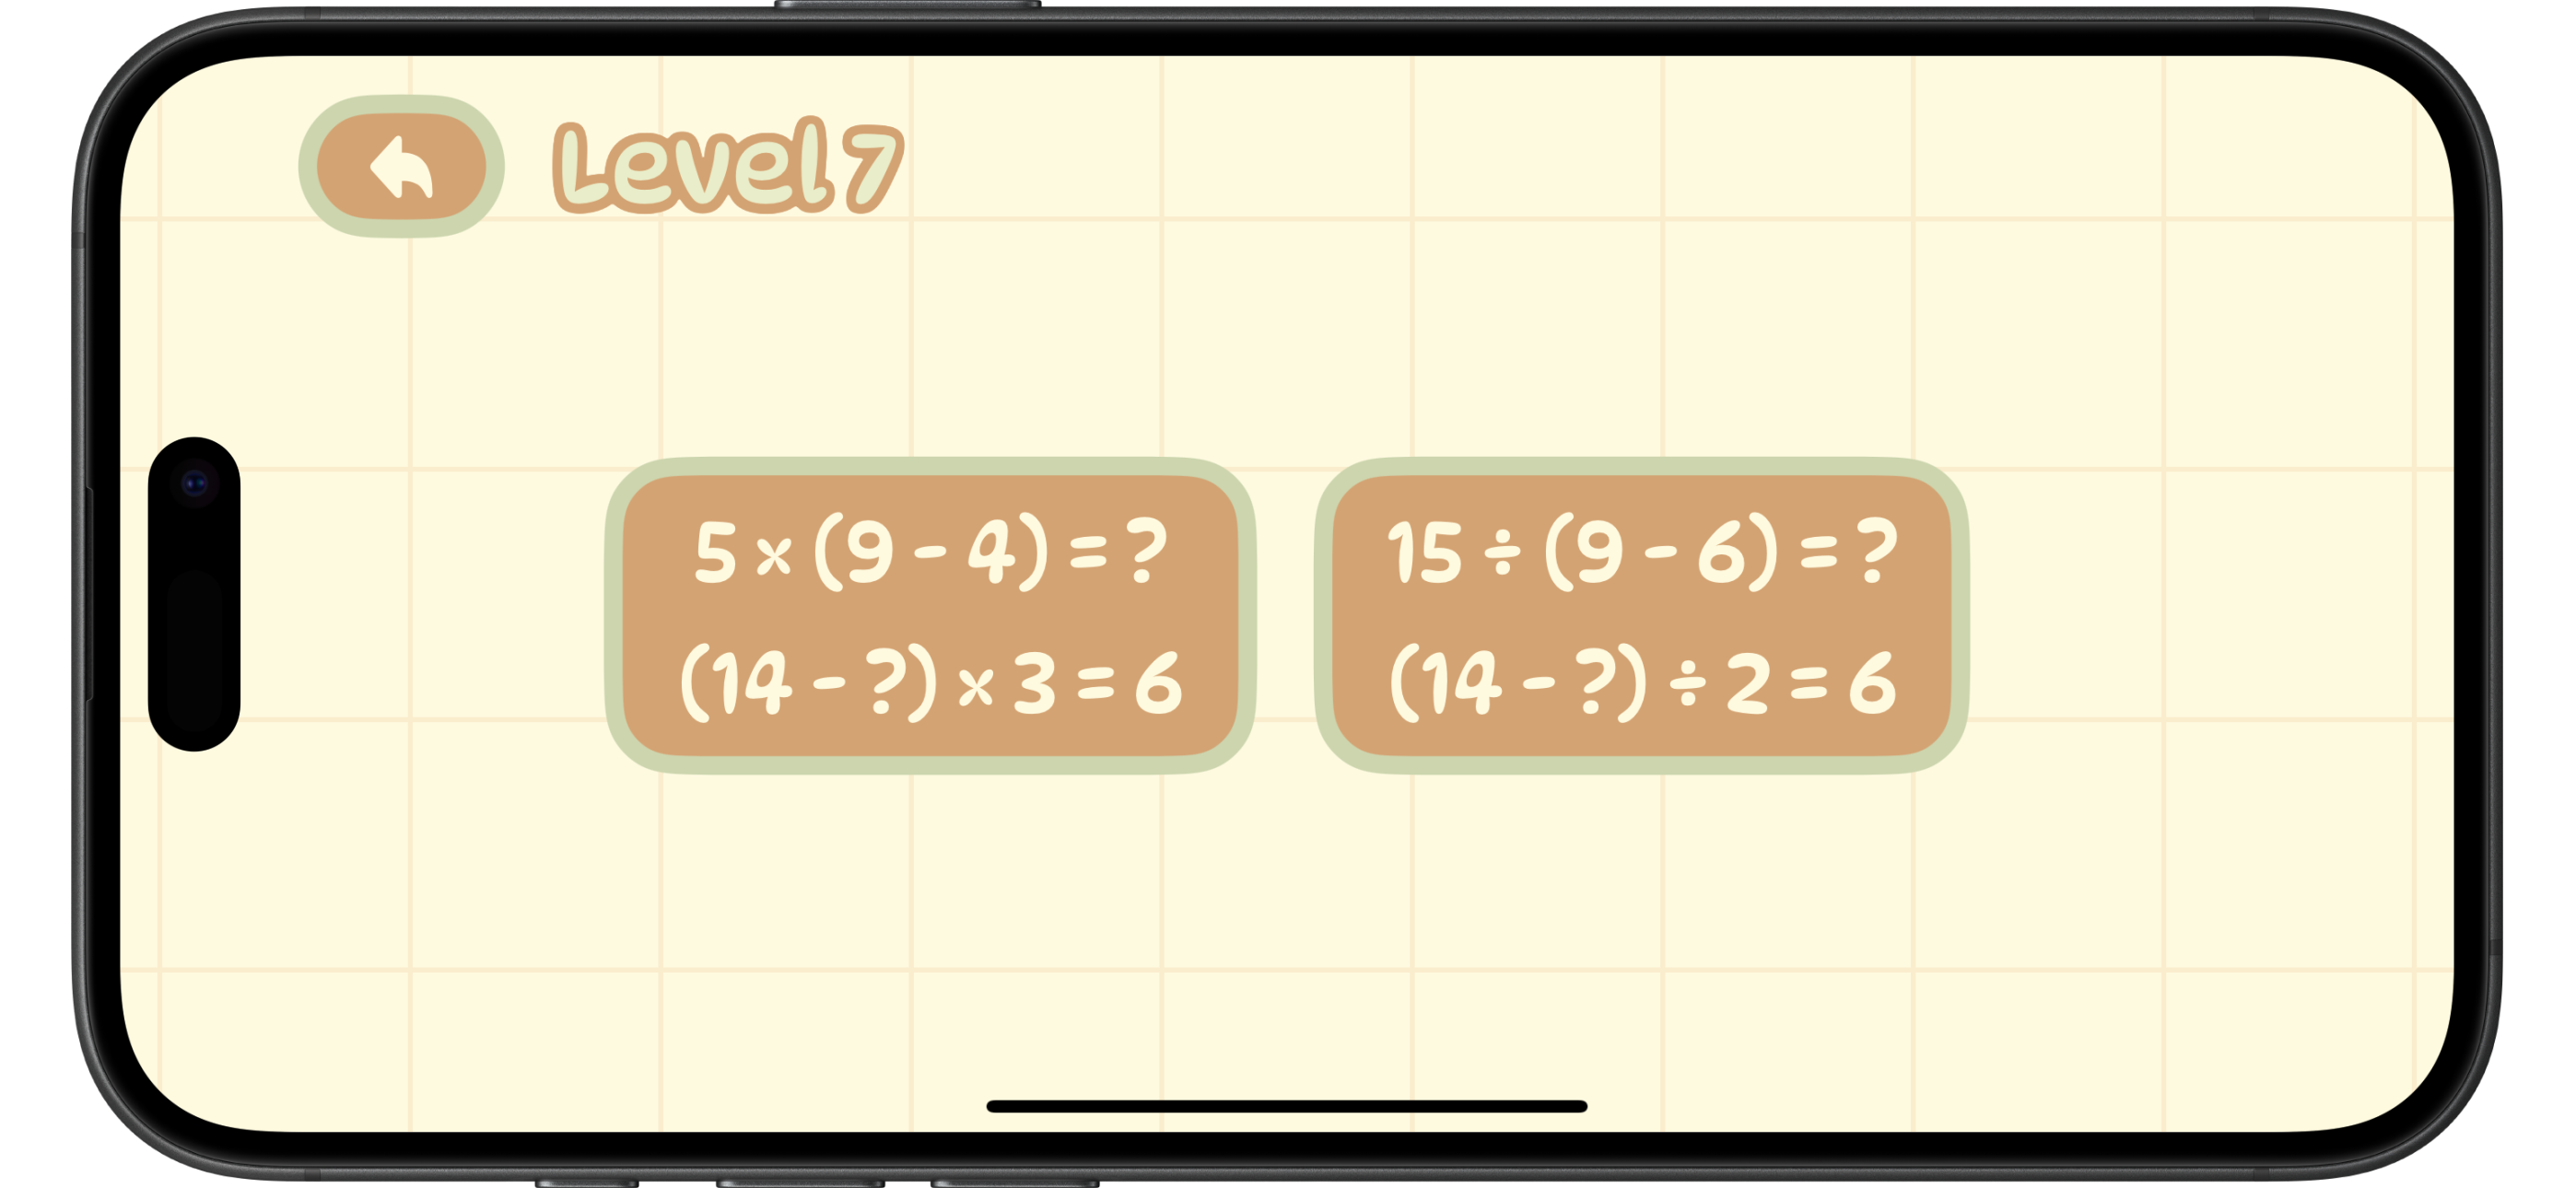 Level 7
5 × (9 - 4) = ?
(14 - ?) × 3 = 6
15 ÷ (9 - 6) = ?
(14 - ?) ÷ 2 = 6